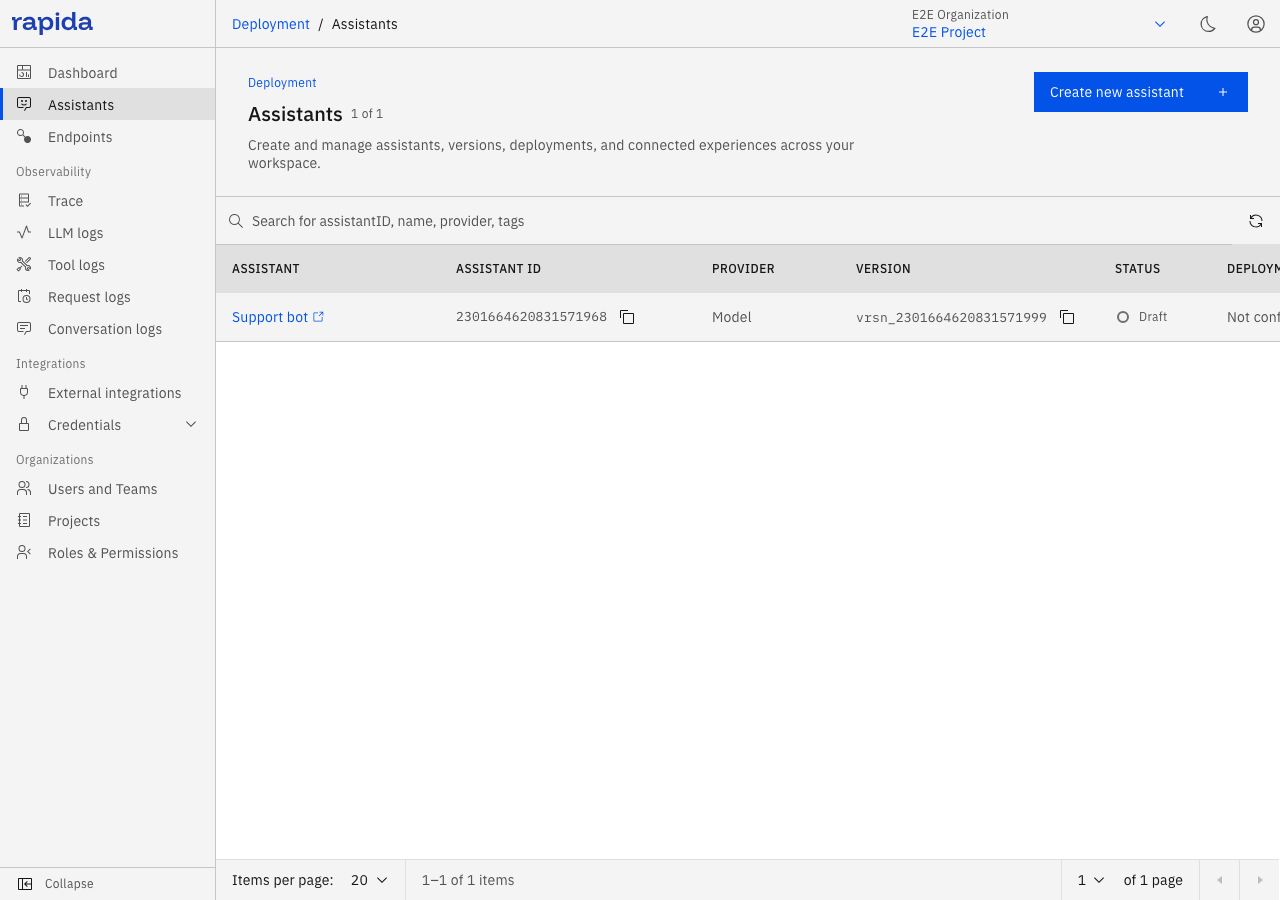 rapida
Deployment / Assistants
E2E Organization
E2E Project
Dashboard
Assistants
Endpoints
Observability
Trace
LLM logs
Tool logs
Request logs
Conversation logs
Integrations
External integrations
Credentials
Organizations
Users and Teams
Projects
Roles & Permissions
Collapse
Deployment
Assistants 1 of 1
Create and manage assistants, versions, deployments, and connected experiences across your
workspace.
Create new assistant +
Search for assistantID, name, provider, tags
ASSISTANT ASSISTANT ID PROVIDER VERSION STATUS DEPLOYM
Support bot 2301664620831571968 Model vrsn_2301664620831571999 Draft Not conf
Items per page: 20 1–1 of 1 items 1 of 1 page